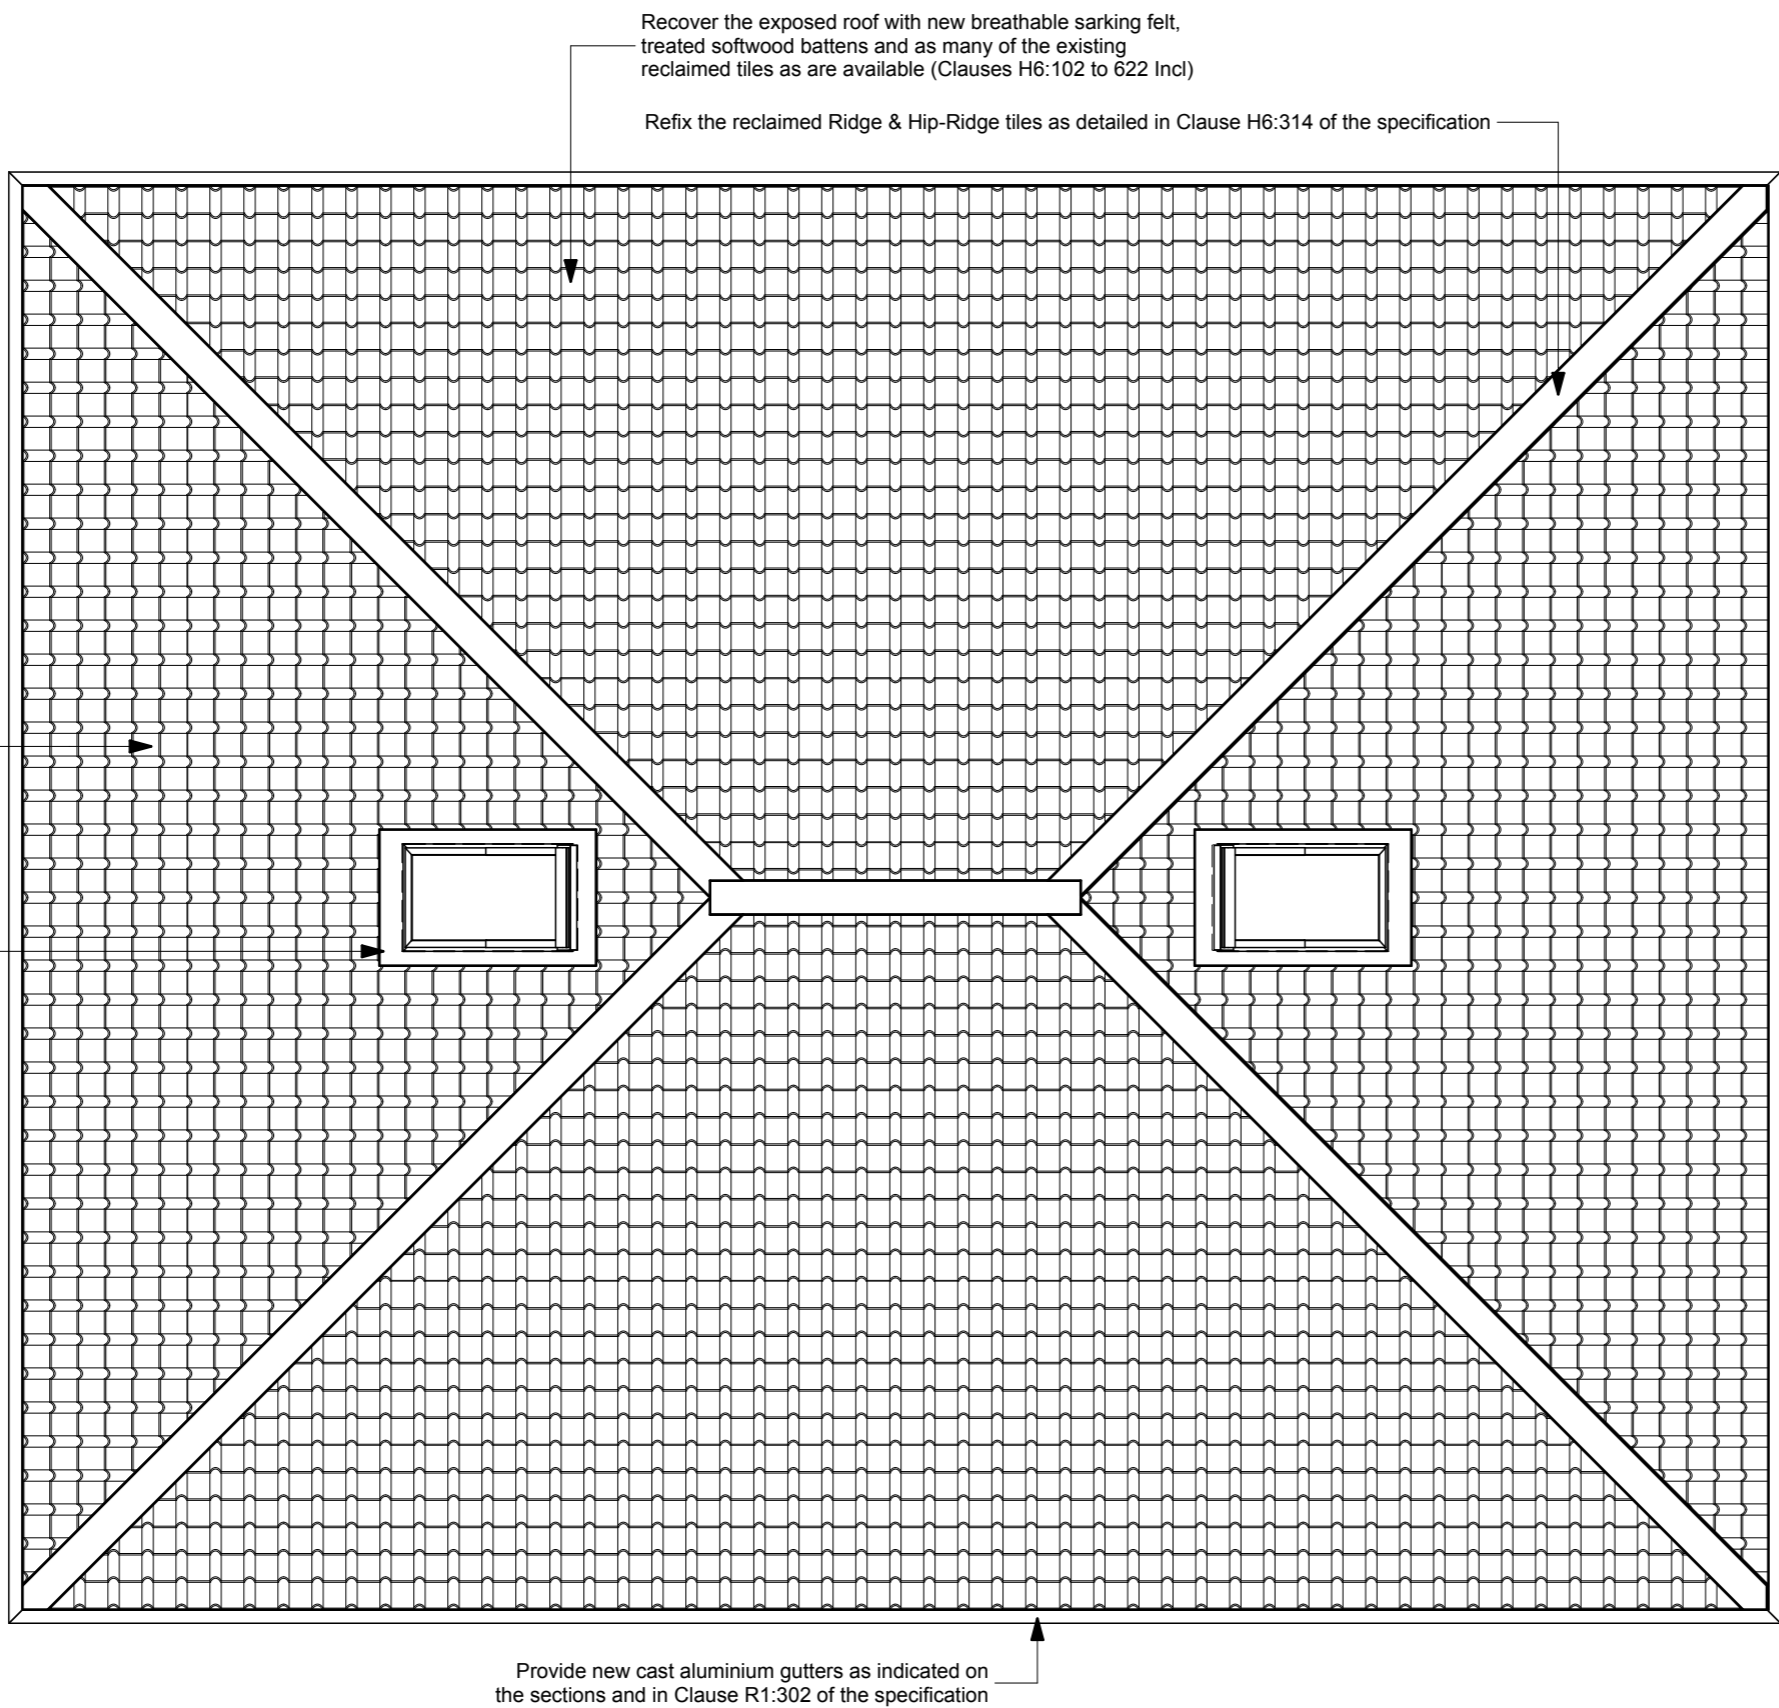 Recover the exposed roof with new breathable sarking felt,
treated softwood battens and as many of the existing
reclaimed tiles as are available (Clauses H6:102 to 622 Incl)
Refix the reclaimed Ridge & Hip-Ridge tiles as detailed in Clause H6:314 of the specification
Provide new cast aluminium gutters as indicated on
the sections and in Clause R1:302 of the specification